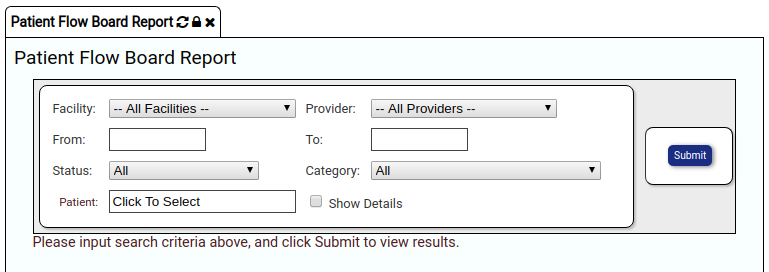 Patient Flow Board Report
Patient Flow Board Report
Facility: -- All Facilities -- Provider: -- All Providers --
From: To:
Status: All Category: All
Patient: Click To Select Show Details
Submit
Please input search criteria above, and click Submit to view results.